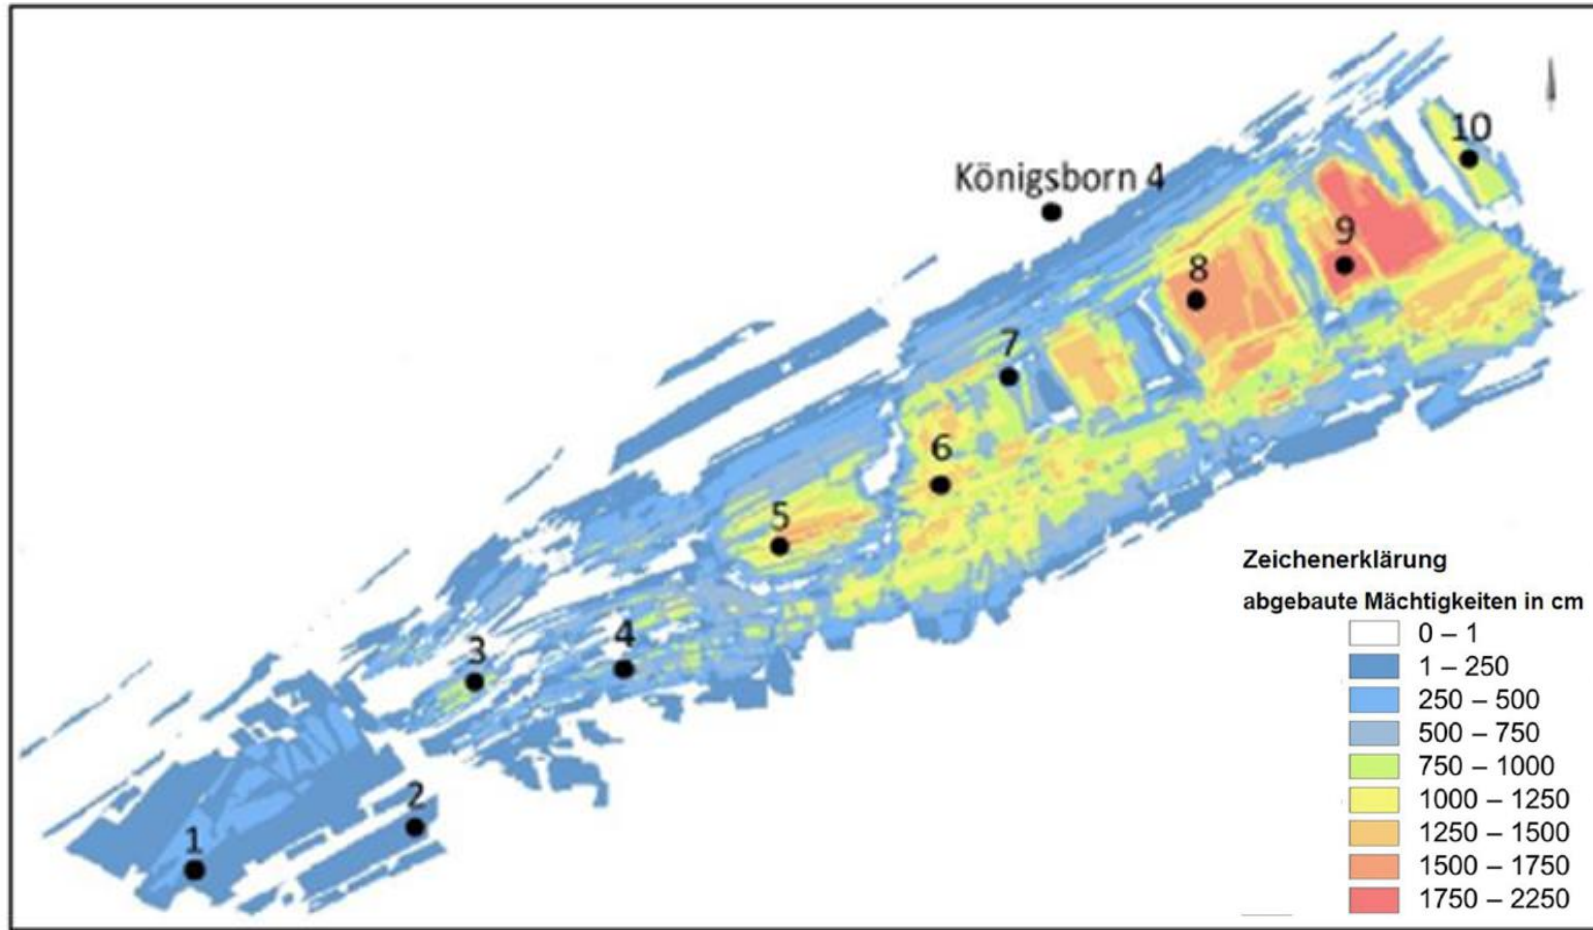 10
Königsborn 4
9
8
7
6
5
4
3
2
1
Zeichenerklärung
abgebaute Mächtigkeiten in cm
0 – 1
1 – 250
250 – 500
500 – 750
750 – 1000
1000 – 1250
1250 – 1500
1500 – 1750
1750 – 2250